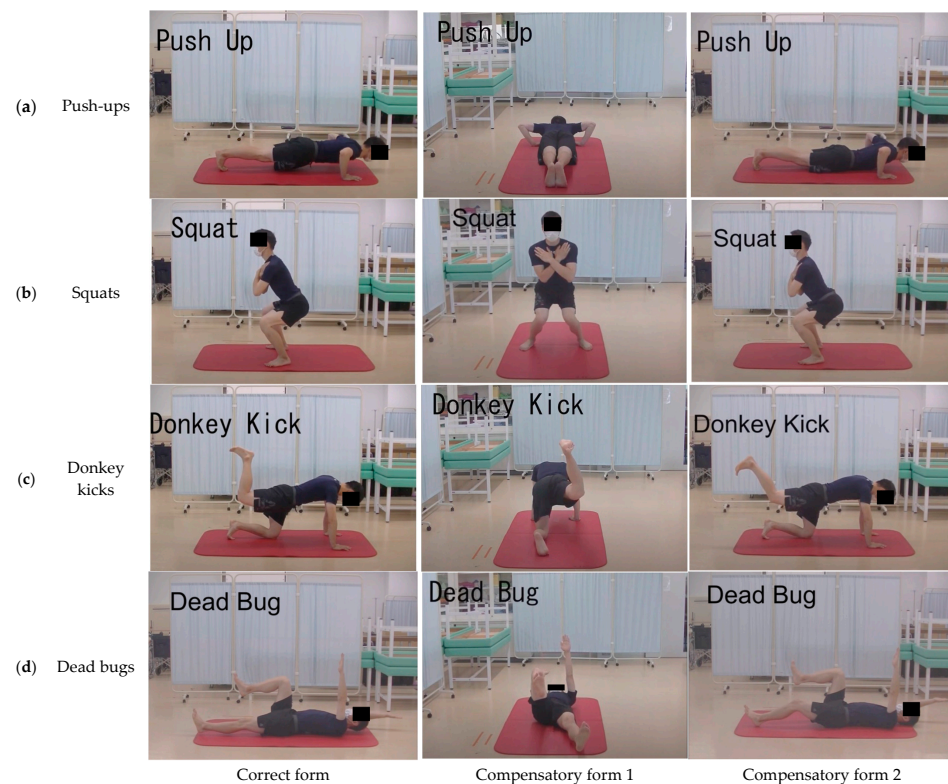 Push Up
Push Up
Push Up
(a) Push-ups
Squat
Squat
Squat
(b) Squats
Donkey Kick
Donkey Kick
Donkey Kick
(c) Donkey
kicks
Dead Bug
Dead Bug
Dead Bug
(d) Dead bugs
Correct form
Compensatory form 1
Compensatory form 2